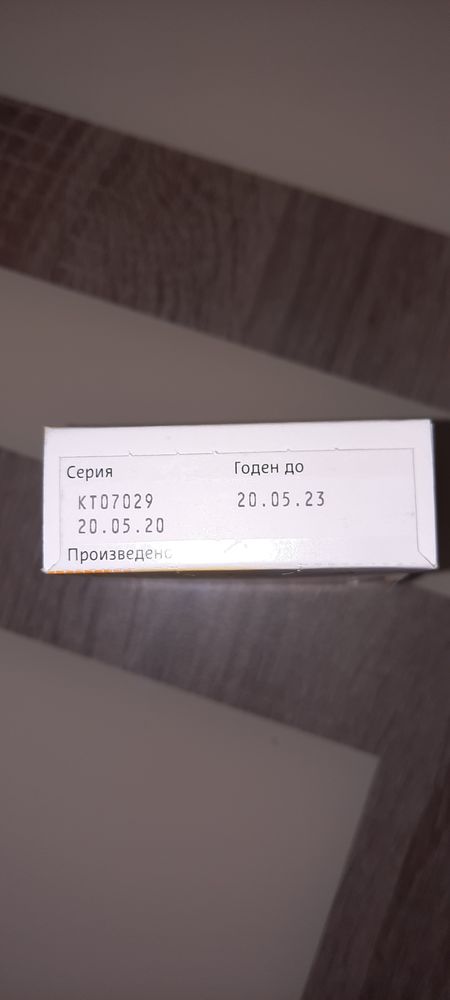 Серия Годен до
KT07029 20.05.23
20.05.20
Произведено